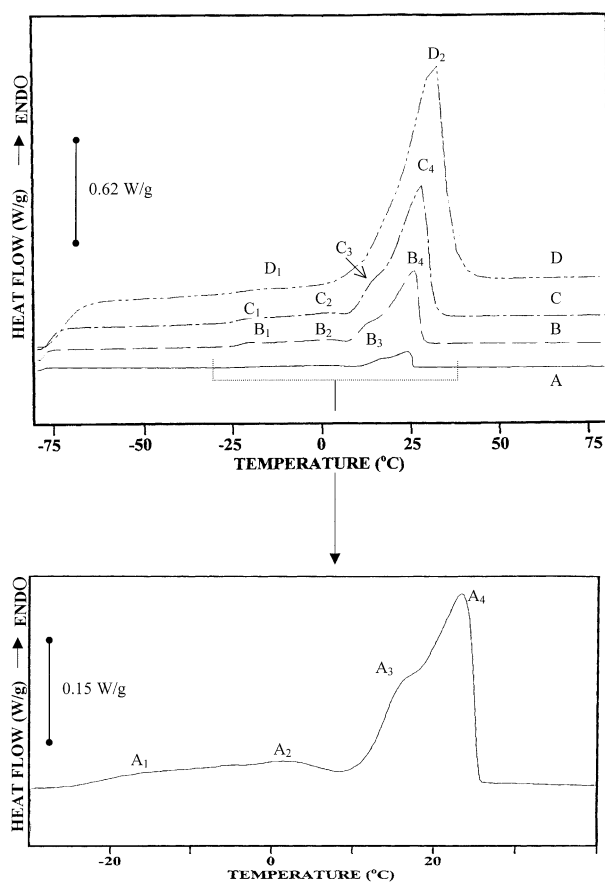 HEAT FLOW (W/g) → ENDO
0.62 W/g
D₂
C₄
C₃
B₄
D₁
C₁
C₂
B₁
B₂
B₃
D
C
B
A
-75 -50 -25 0 25 50 75
TEMPERATURE (°C)
HEAT FLOW (W/g) → ENDO
0.15 W/g
A₄
A₃
A₂
A₁
-20 0 20
TEMPERATURE (°C)